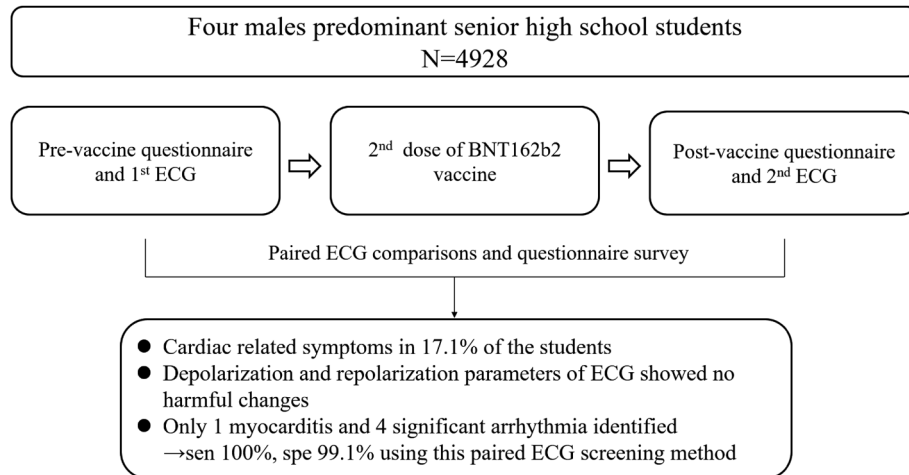 Four males predominant senior high school students
N=4928
Pre-vaccine questionnaire
and 1st ECG
2nd dose of BNT162b2
vaccine
Post-vaccine questionnaire
and 2nd ECG
Paired ECG comparisons and questionnaire survey
● Cardiac related symptoms in 17.1% of the students
● Depolarization and repolarization parameters of ECG showed no
harmful changes
● Only 1 myocarditis and 4 significant arrhythmia identified
→sen 100%, spe 99.1% using this paired ECG screening method